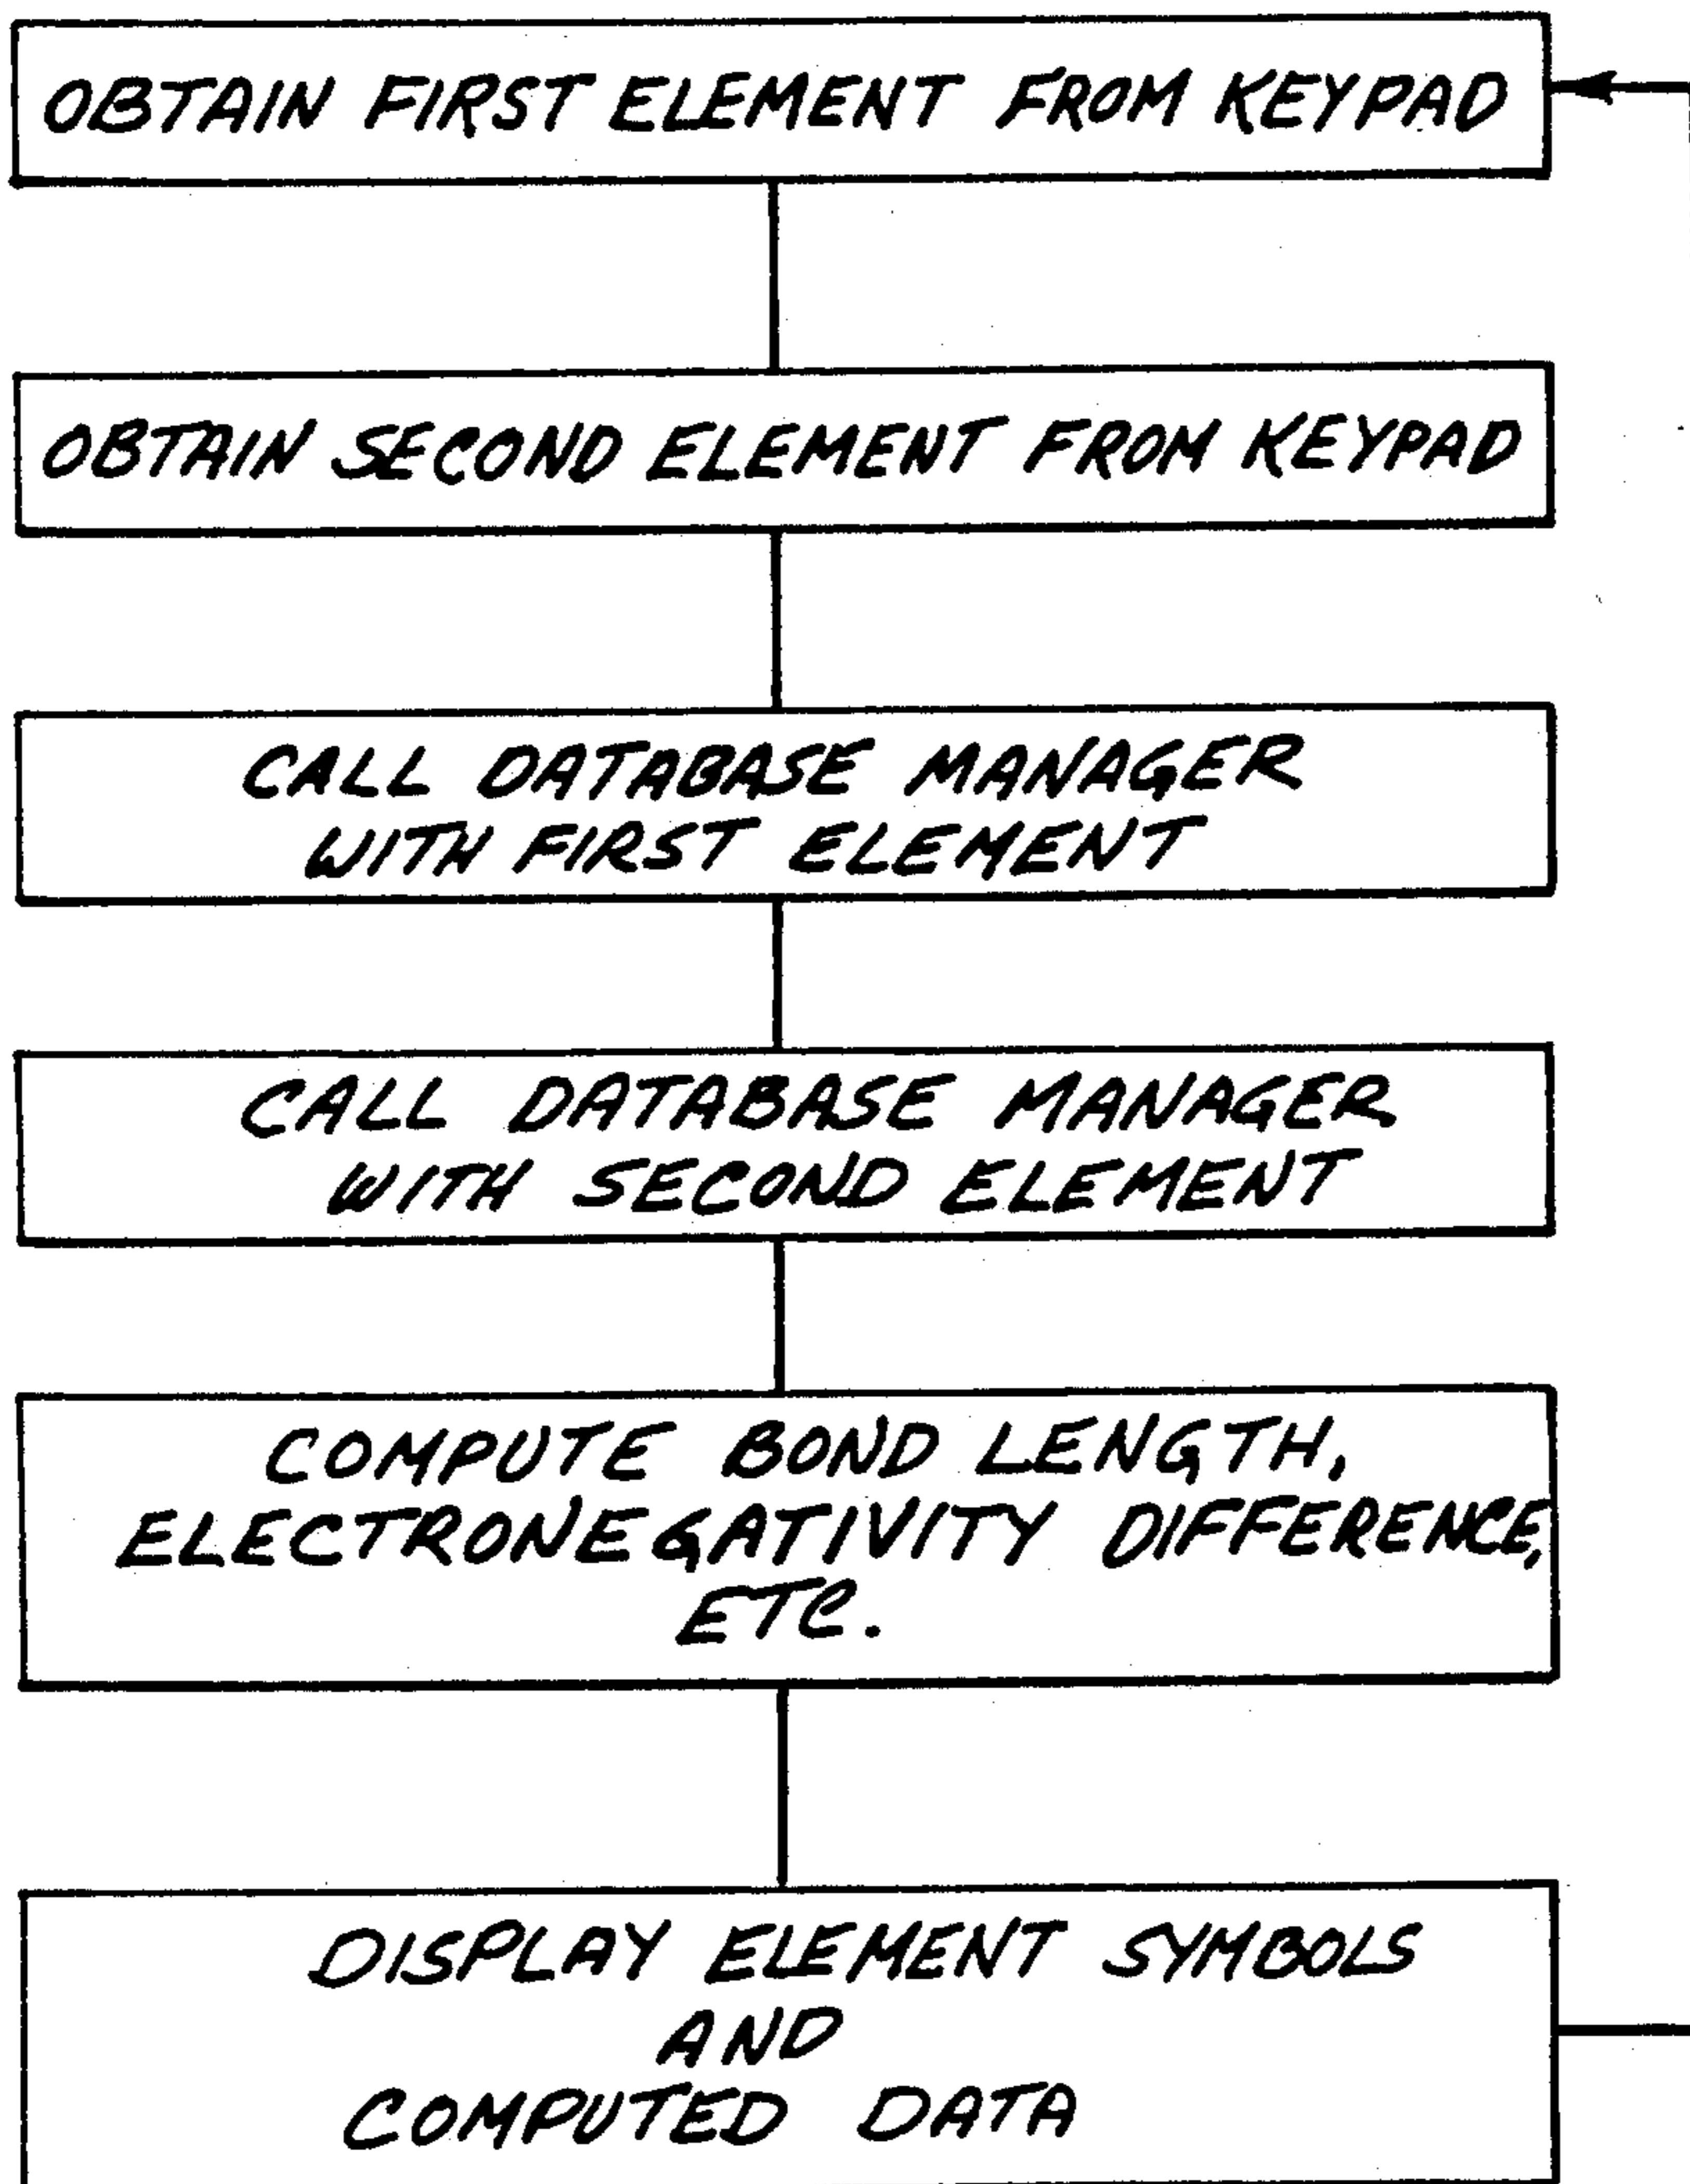 OBTAIN FIRST ELEMENT FROM KEYPAD
OBTAIN SECOND ELEMENT FROM KEYPAD
CALL DATABASE MANAGER
WITH FIRST ELEMENT
CALL DATABASE MANAGER
WITH SECOND ELEMENT
COMPUTE BOND LENGTH,
ELECTRONEGATIVITY DIFFERENCE,
ETC.
DISPLAY ELEMENT SYMBOLS
AND
COMPUTED DATA